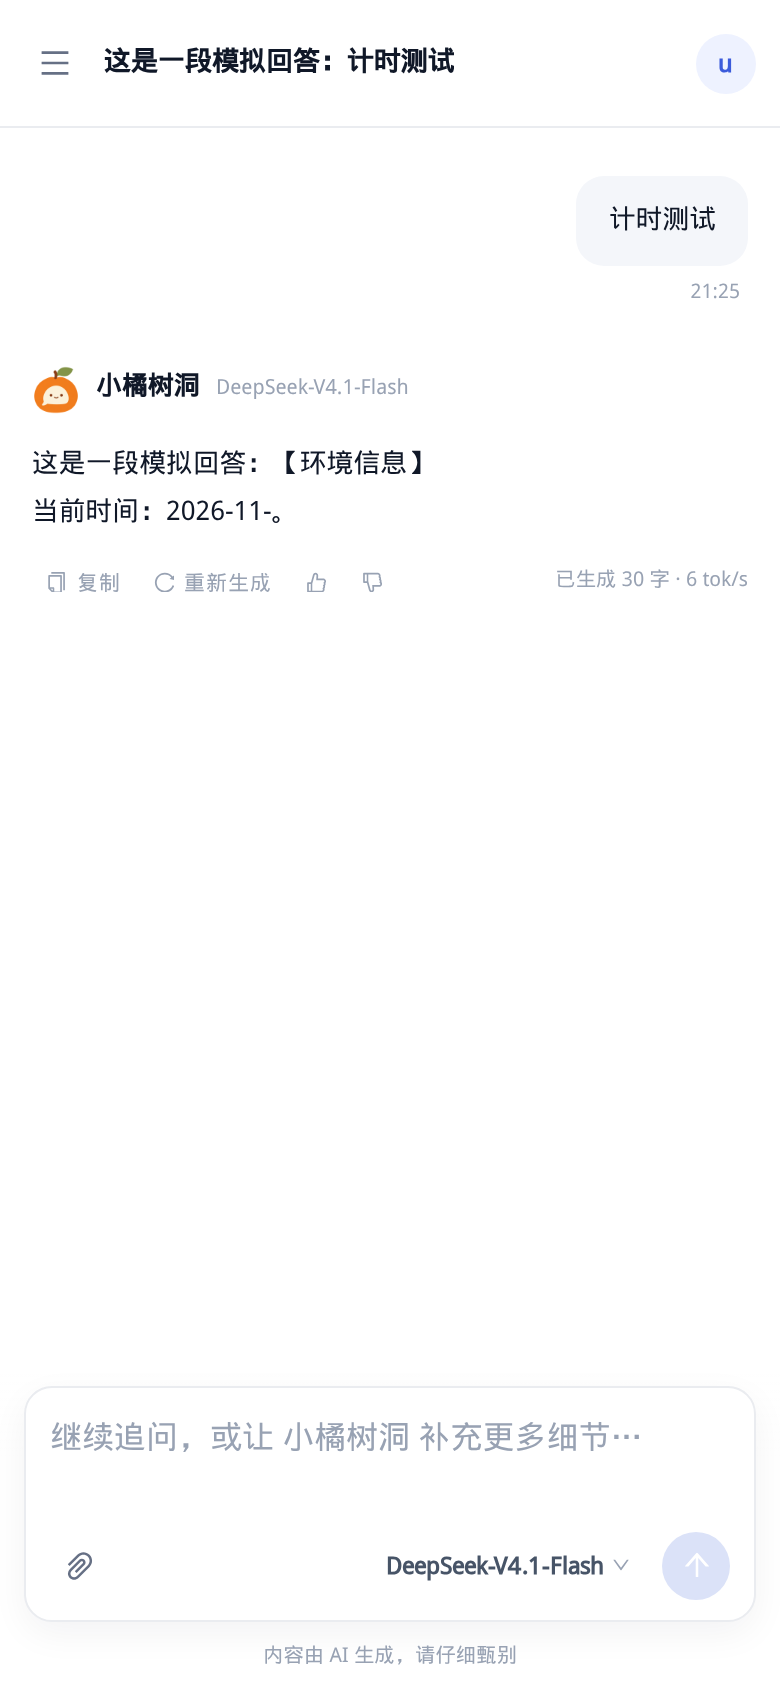 这是一段模拟回答：计时测试
u
计时测试
21:25
小橘树洞 DeepSeek-V4.1-Flash
这是一段模拟回答：【环境信息】
当前时间：2026-11-。
复制 重新生成 已生成 30 字 · 6 tok/s
继续追问，或让 小橘树洞 补充更多细节…
DeepSeek-V4.1-Flash
内容由 AI 生成，请仔细甄别